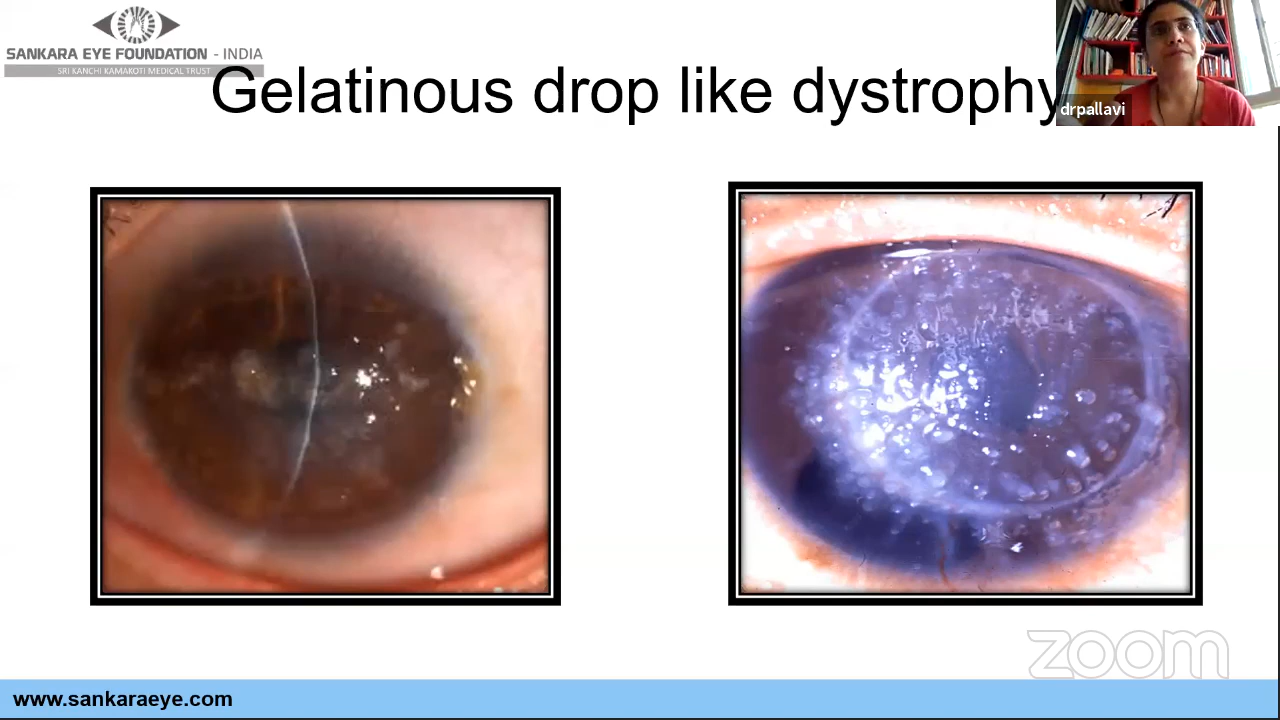 SANKARA EYE FOUNDATION - INDIA
SRI KANCHI KAMAKOTI MEDICAL TRUST
Gelatinous drop like dystrophy
drpallavi
zoom
www.sankaraeye.com